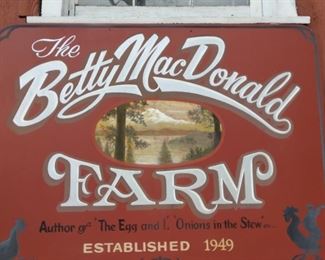 The
Betty MacDonald
FARM
Author of 'The Egg and I', 'Onions in the Stew'...
ESTABLISHED 1949